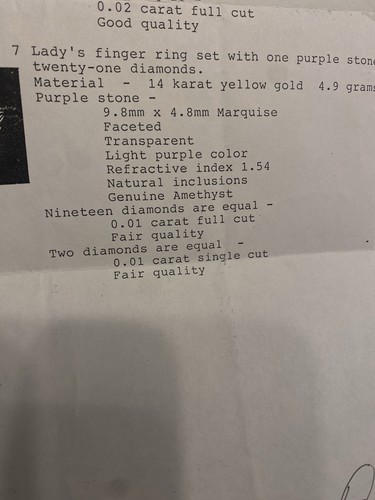 0.02 carat full cut
Good quality
7 Lady's finger ring set with one purple stone
twenty-one diamonds.
Material - 14 karat yellow gold 4.9 grams
Purple stone -
9.8mm x 4.8mm Marquise
Faceted
Transparent
Light purple color
Refractive index 1.54
Natural inclusions
Genuine Amethyst
Nineteen diamonds are equal -
0.01 carat full cut
Fair quality
Two diamonds are equal -
0.01 carat single cut
Fair quality